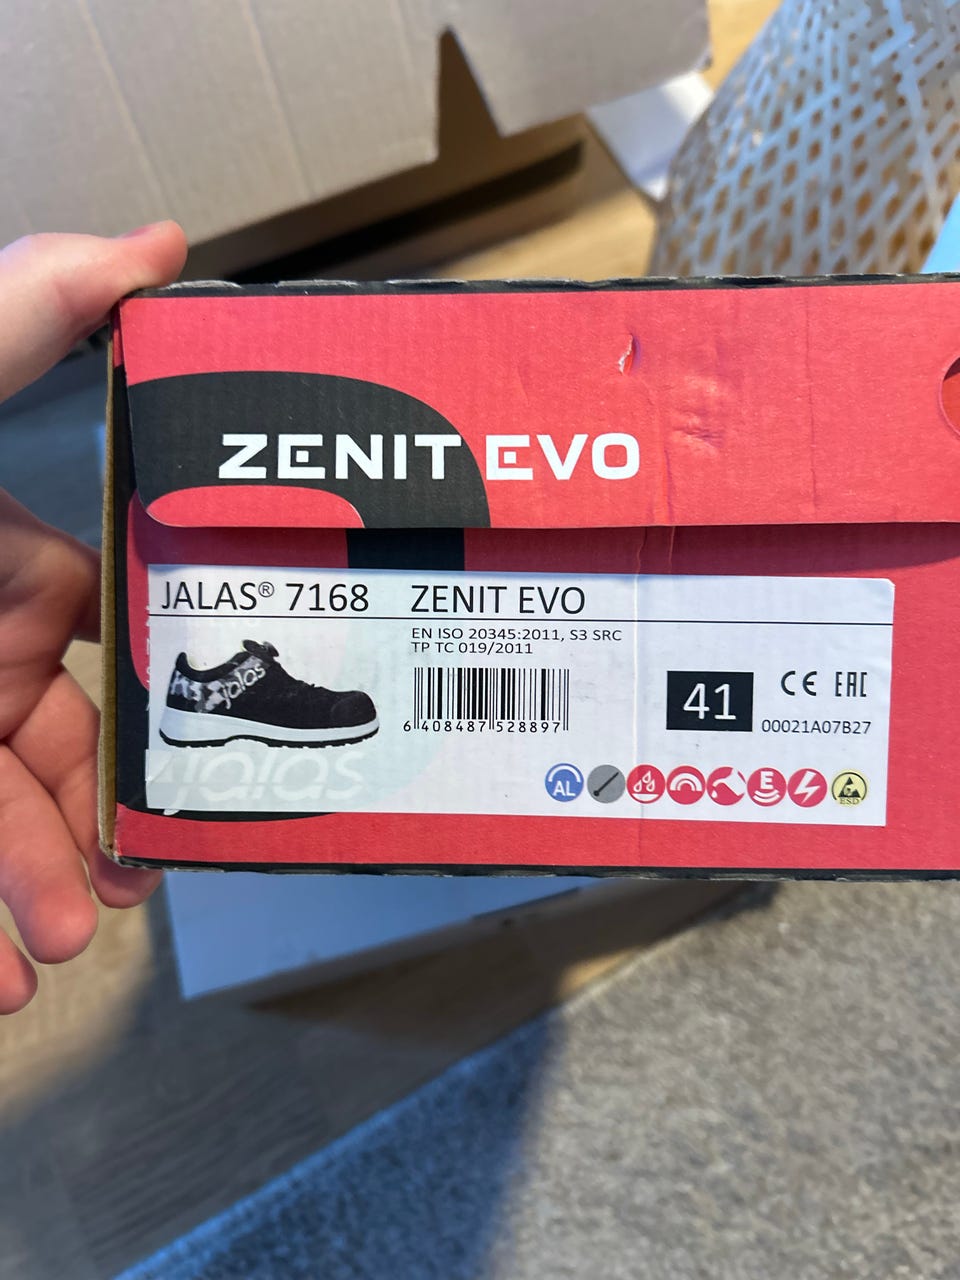 ZENIT EVO
JALAS® 7168 ZENIT EVO
EN ISO 20345:2011, S3 SRC
TP TC 019/2011
jalas
6 408487 528897
41
CE EAC
00021A07B27
jalas
AL
E
ESD